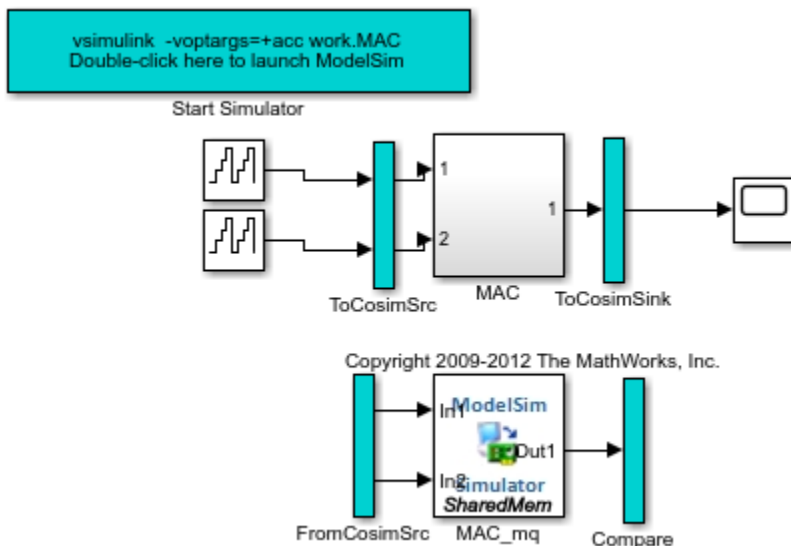 vsimulink -voptargs=+acc work.MAC
Double-click here to launch ModelSim
Start Simulator
1
2
1
ToCosimSrc
MAC
ToCosimSink
Copyright 2009-2012 The MathWorks, Inc.
ModelSim
In1
Out1
In2
Simulator
SharedMem
FromCosimSrc
MAC_mq
Compare